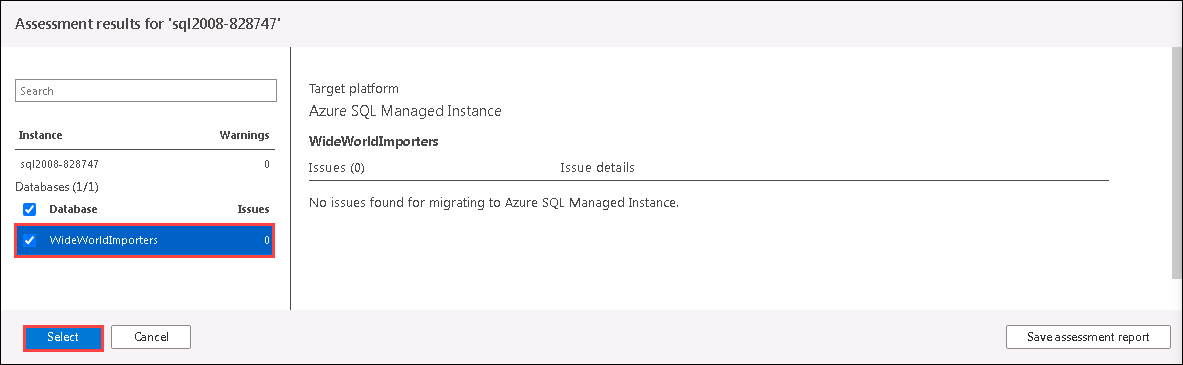 Assessment results for 'sql2008-828747'
Search
Instance Warnings
sql2008-828747 0
Databases (1/1)
Database Issues
WideWorldImporters 0
Target platform
Azure SQL Managed Instance
WideWorldImporters
Issues (0) Issue details
No issues found for migrating to Azure SQL Managed Instance.
Select Cancel Save assessment report